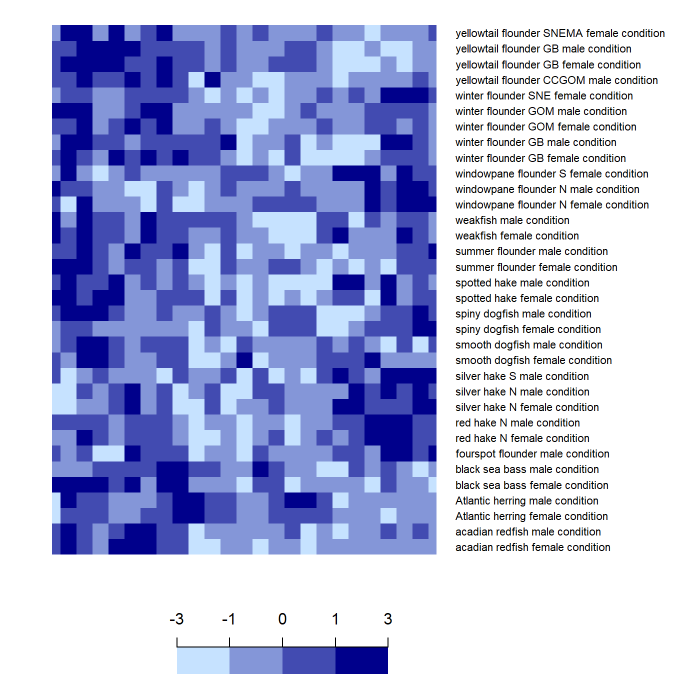 yellowtail flounder SNEMA female condition
yellowtail flounder GB male condition
yellowtail flounder GB female condition
yellowtail flounder CCGOM male condition
winter flounder SNE female condition
winter flounder GOM male condition
winter flounder GOM female condition
winter flounder GB male condition
winter flounder GB female condition
windowpane flounder S female condition
windowpane flounder N male condition
windowpane flounder N female condition
weakfish male condition
weakfish female condition
summer flounder male condition
summer flounder female condition
spotted hake male condition
spotted hake female condition
spiny dogfish male condition
spiny dogfish female condition
smooth dogfish male condition
smooth dogfish female condition
silver hake S male condition
silver hake N male condition
silver hake N female condition
red hake N male condition
red hake N female condition
fourspot flounder male condition
black sea bass male condition
black sea bass female condition
Atlantic herring male condition
Atlantic herring female condition
acadian redfish male condition
acadian redfish female condition
-3 -1 0 1 3